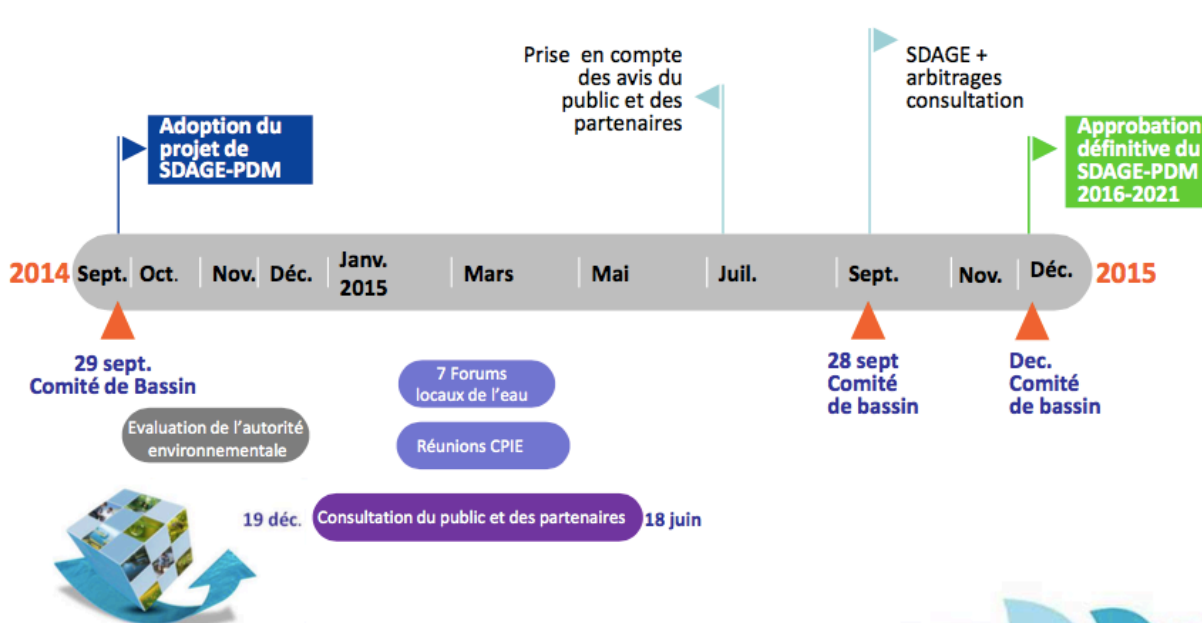 Prise en compte
des avis du
public et des
partenaires
SDAGE +
arbitrages
consultation
Adoption du
projet de
SDAGE-PDM
Approbation
définitive du
SDAGE-PDM
2016-2021
2014 Sept. Oct. Nov. Déc. Janv. 2015 Mars Mai Juil. Sept. Nov. Déc. 2015
29 sept.
Comité de Bassin
28 sept
Comité
de bassin
Dec.
Comité
de bassin
7 Forums
locaux de l'eau
Evaluation de l'autorité
environnementale
Réunions CPIE
19 déc. Consultation du public et des partenaires 18 juin